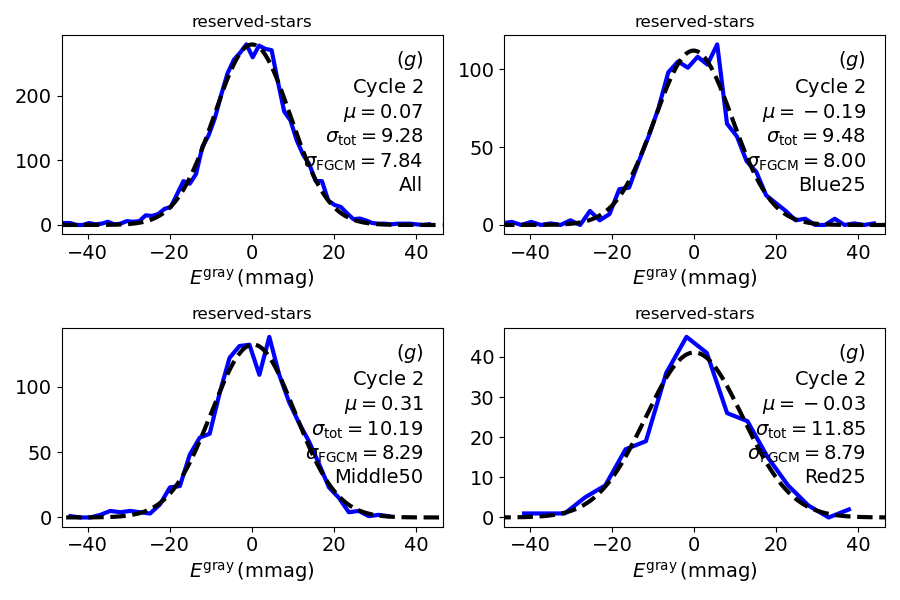 reserved-stars
(g)
Cycle 2
μ = 0.07
σtot = 9.28
σFGCM = 7.84
All
0
100
200
−40 −20 0 20 40
E^gray (mmag)
reserved-stars
(g)
Cycle 2
μ = −0.19
σtot = 9.48
σFGCM = 8.00
Blue25
0
50
100
−40 −20 0 20 40
E^gray (mmag)
reserved-stars
(g)
Cycle 2
μ = 0.31
σtot = 10.19
σFGCM = 8.29
Middle50
0
50
100
−40 −20 0 20 40
E^gray (mmag)
reserved-stars
(g)
Cycle 2
μ = −0.03
σtot = 11.85
σFGCM = 8.79
Red25
0
10
20
30
40
−40 −20 0 20 40
E^gray (mmag)